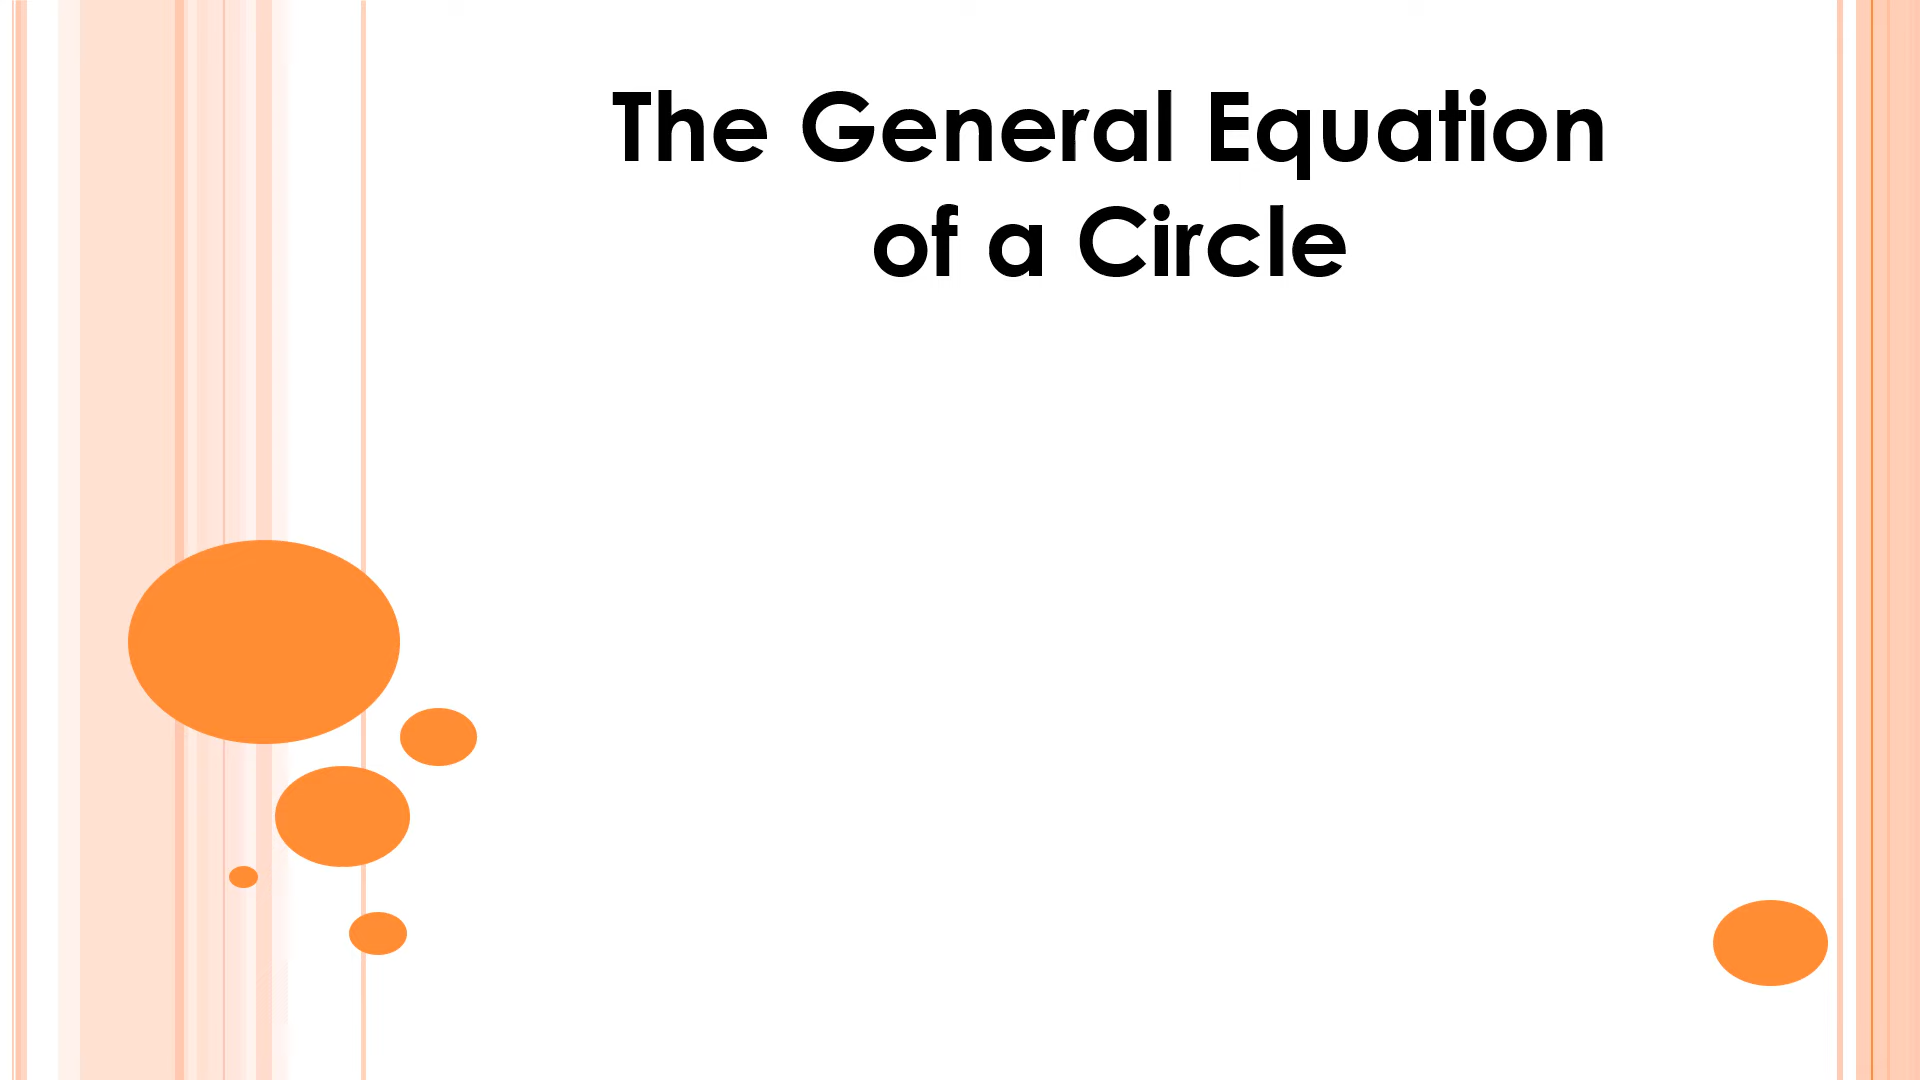 The General Equation
of a Circle